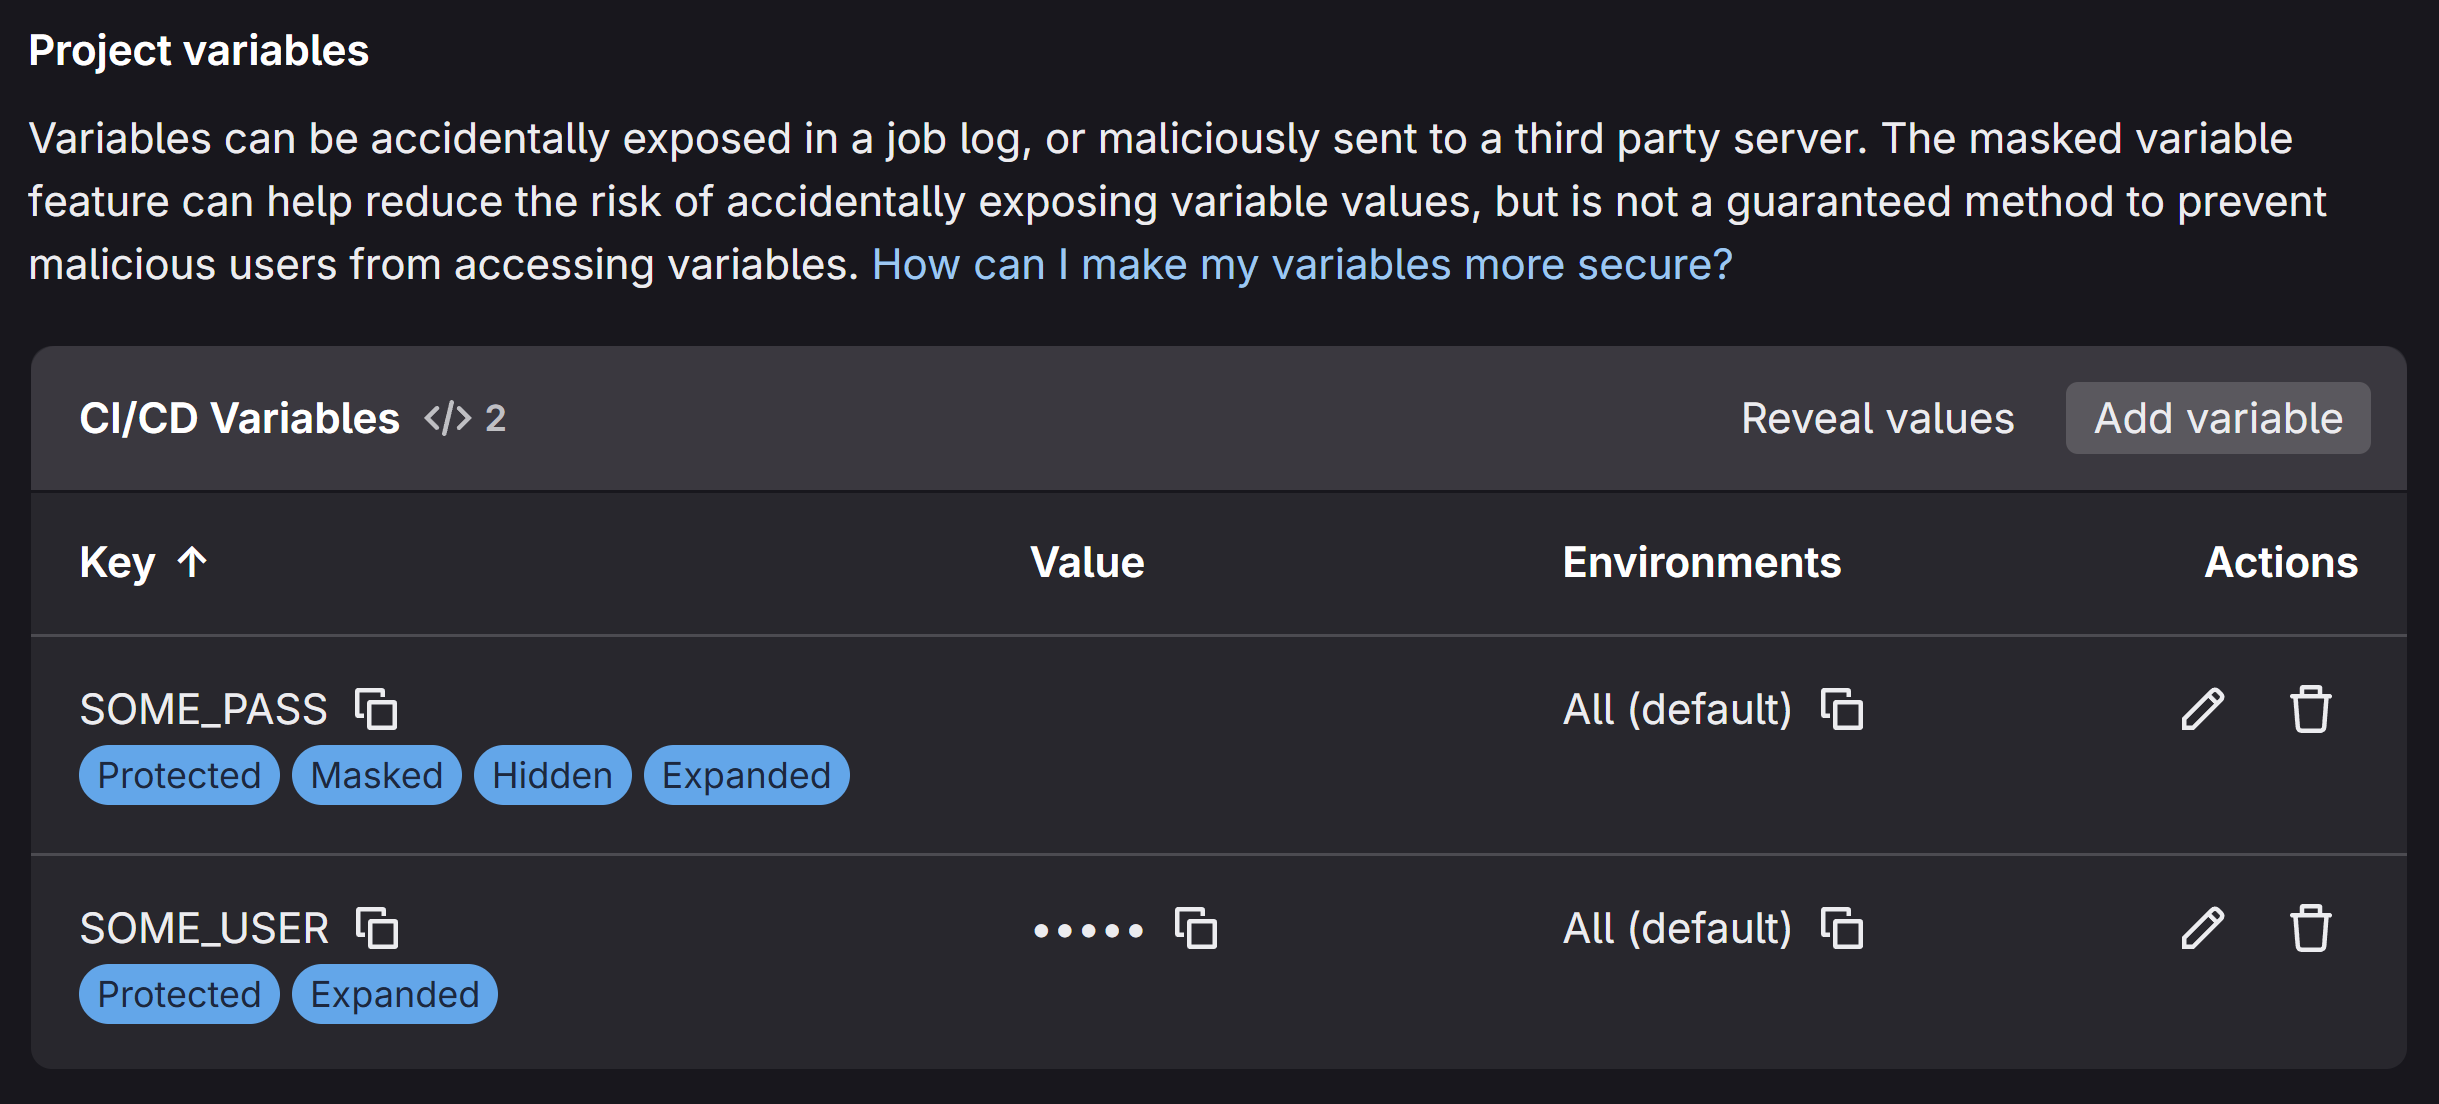 Project variables
Variables can be accidentally exposed in a job log, or maliciously sent to a third party server. The masked variable
feature can help reduce the risk of accidentally exposing variable values, but is not a guaranteed method to prevent
malicious users from accessing variables. How can I make my variables more secure?
CI/CD Variables </> 2 Reveal values Add variable
Key ↑ Value Environments Actions
SOME_PASS All (default)
Protected Masked Hidden Expanded
SOME_USER ••••• All (default)
Protected Expanded